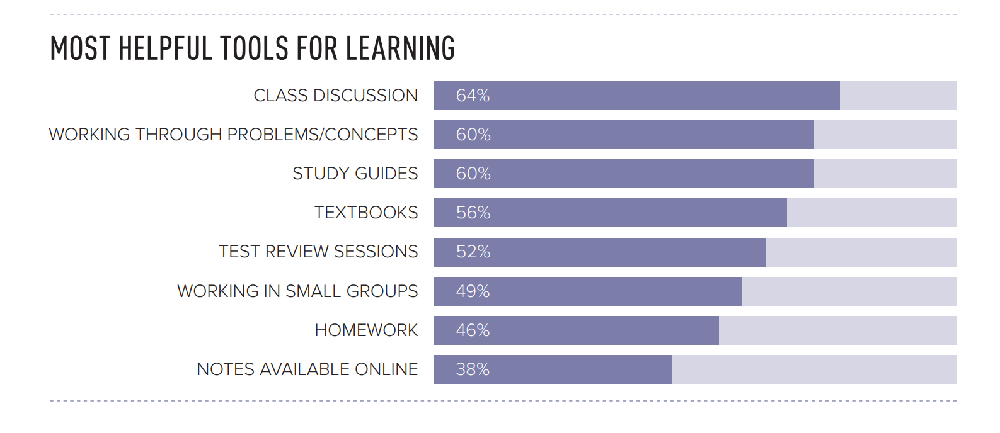 MOST HELPFUL TOOLS FOR LEARNING
CLASS DISCUSSION 64%
WORKING THROUGH PROBLEMS/CONCEPTS 60%
STUDY GUIDES 60%
TEXTBOOKS 56%
TEST REVIEW SESSIONS 52%
WORKING IN SMALL GROUPS 49%
HOMEWORK 46%
NOTES AVAILABLE ONLINE 38%